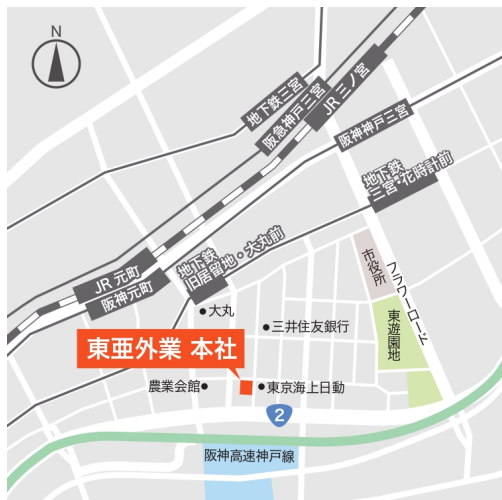 N
地下鉄三宮
阪急神戸三宮
JR 三ノ宮
阪神神戸三宮
地下鉄
三宮・花時計前
JR 元町
阪神元町
地下鉄
旧居留地・大丸前
市役所
フラワーロード
東遊園地
大丸
三井住友銀行
東亜外業 本社
農業会館
東京海上日動
2
阪神高速神戸線